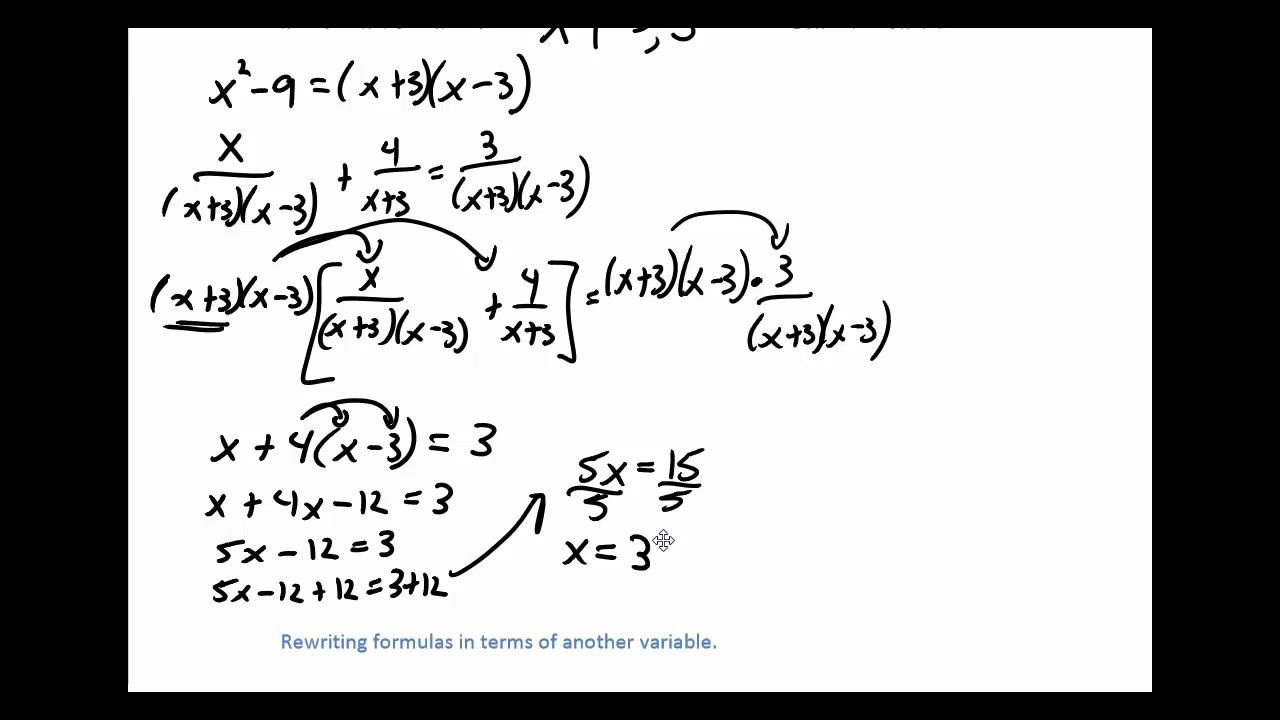 x² - 9 = (x+3)(x-3)
x/((x+3)(x-3)) + 4/(x+3) = 3/((x+3)(x-3))
(x+3)(x-3)[x/((x+3)(x-3)) + 4/(x+3)] = (x+3)(x-3) · 3/((x+3)(x-3))
x + 4(x-3) = 3
x + 4x - 12 = 3
5x - 12 = 3
5x - 12 + 12 = 3+12
5x/5 = 15/5
x = 3
Rewriting formulas in terms of another variable.